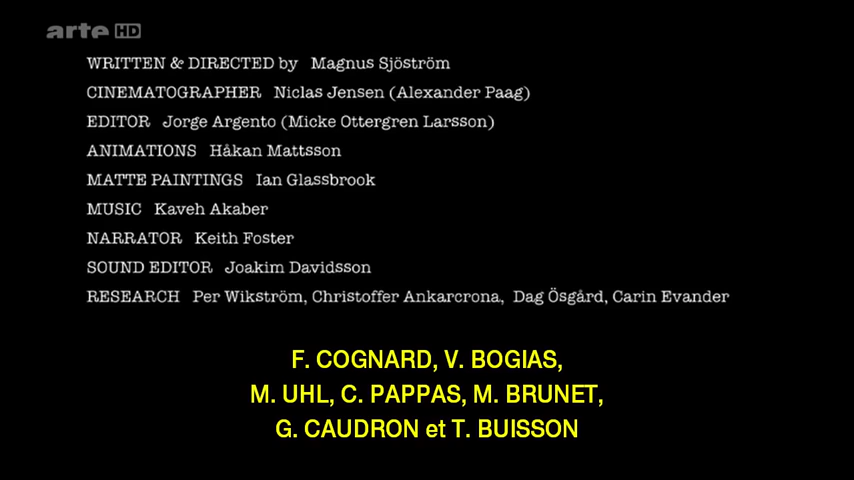 arte HD
WRITTEN & DIRECTED by Magnus Sjöström
CINEMATOGRAPHER Niclas Jensen (Alexander Paag)
EDITOR Jorge Argento (Micke Ottergren Larsson)
ANIMATIONS Håkan Mattsson
MATTE PAINTINGS Ian Glassbrook
MUSIC Kaveh Akaber
NARRATOR Keith Foster
SOUND EDITOR Joakim Davidsson
RESEARCH Per Wikström, Christoffer Ankarcrona, Dag Ösgård, Carin Evander
F. COGNARD, V. BOGIAS,
M. UHL, C. PAPPAS, M. BRUNET,
G. CAUDRON et T. BUISSON